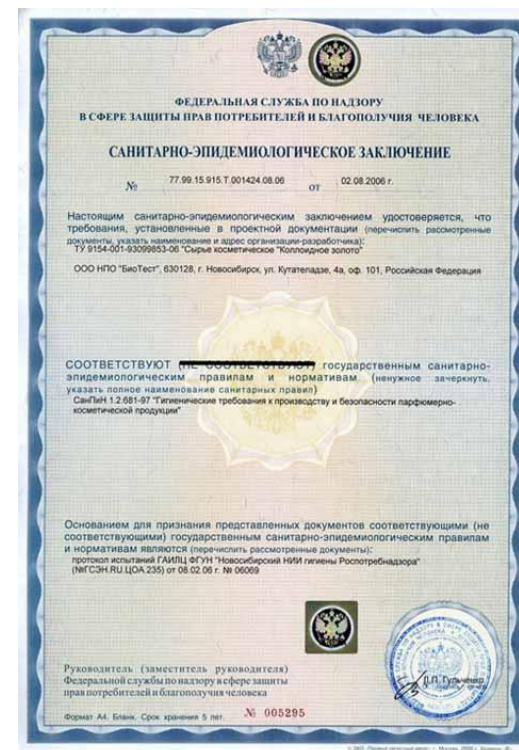 ФЕДЕРАЛЬНАЯ СЛУЖБА ПО НАДЗОРУ
В СФЕРЕ ЗАЩИТЫ ПРАВ ПОТРЕБИТЕЛЕЙ И БЛАГОПОЛУЧИЯ ЧЕЛОВЕКА
САНИТАРНО-ЭПИДЕМИОЛОГИЧЕСКОЕ ЗАКЛЮЧЕНИЕ
№ 77.99.15.915.Т.001424.08.06 от 02.08.2006 г.
Настоящим санитарно-эпидемиологическим заключением удостоверяется, что
требования, установленные в проектной документации (перечислить рассмотренные
документы, указать наименование и адрес организации-разработчика):
ТУ 9154-001-93099853-06 "Сырье косметическое "Коллоидное золото"
ООО НПО "БиоТест", 630128, г. Новосибирск, ул. Кутателадзе, 4а, оф. 101, Российская Федерация
СООТВЕТСТВУЮТ (НЕ СООТВЕТСТВУЮТ) государственным санитарно-
эпидемиологическим правилам и нормативам (ненужное зачеркнуть,
указать полное наименование санитарных правил)
СанПиН 1.2.681-97 "Гигиенические требования к производству и безопасности парфюмерно-
косметической продукции"
Основанием для признания представленных документов соответствующими (не
соответствующими) государственным санитарно-эпидемиологическим правилам
и нормативам являются (перечислить рассмотренные документы):
протокол испытаний ГАИЛЦ ФГУН "Новосибирский НИИ гигиены Роспотребнадзора"
(№ГСЭН.RU.ЦОА.235) от 08.02.06 г. № 06069
Руководитель (заместитель руководителя)
Федеральной службы по надзору в сфере защиты
прав потребителей и благополучия человека
Л.П. Гульченко
Формат А4. Бланк. Срок хранения 5 лет. № 005295